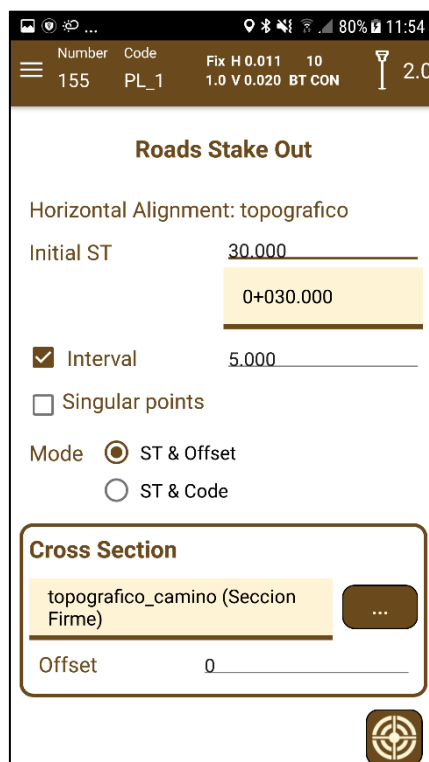 ... 80% 11:54
Number Code Fix H 0.011 10
155 PL_1 1.0 V 0.020 BT CON 2.0
Roads Stake Out
Horizontal Alignment: topografico
Initial ST 30.000
0+030.000
Interval 5.000
Singular points
Mode ST & Offset
ST & Code
Cross Section
topografico_camino (Seccion
Firme)
...
Offset 0